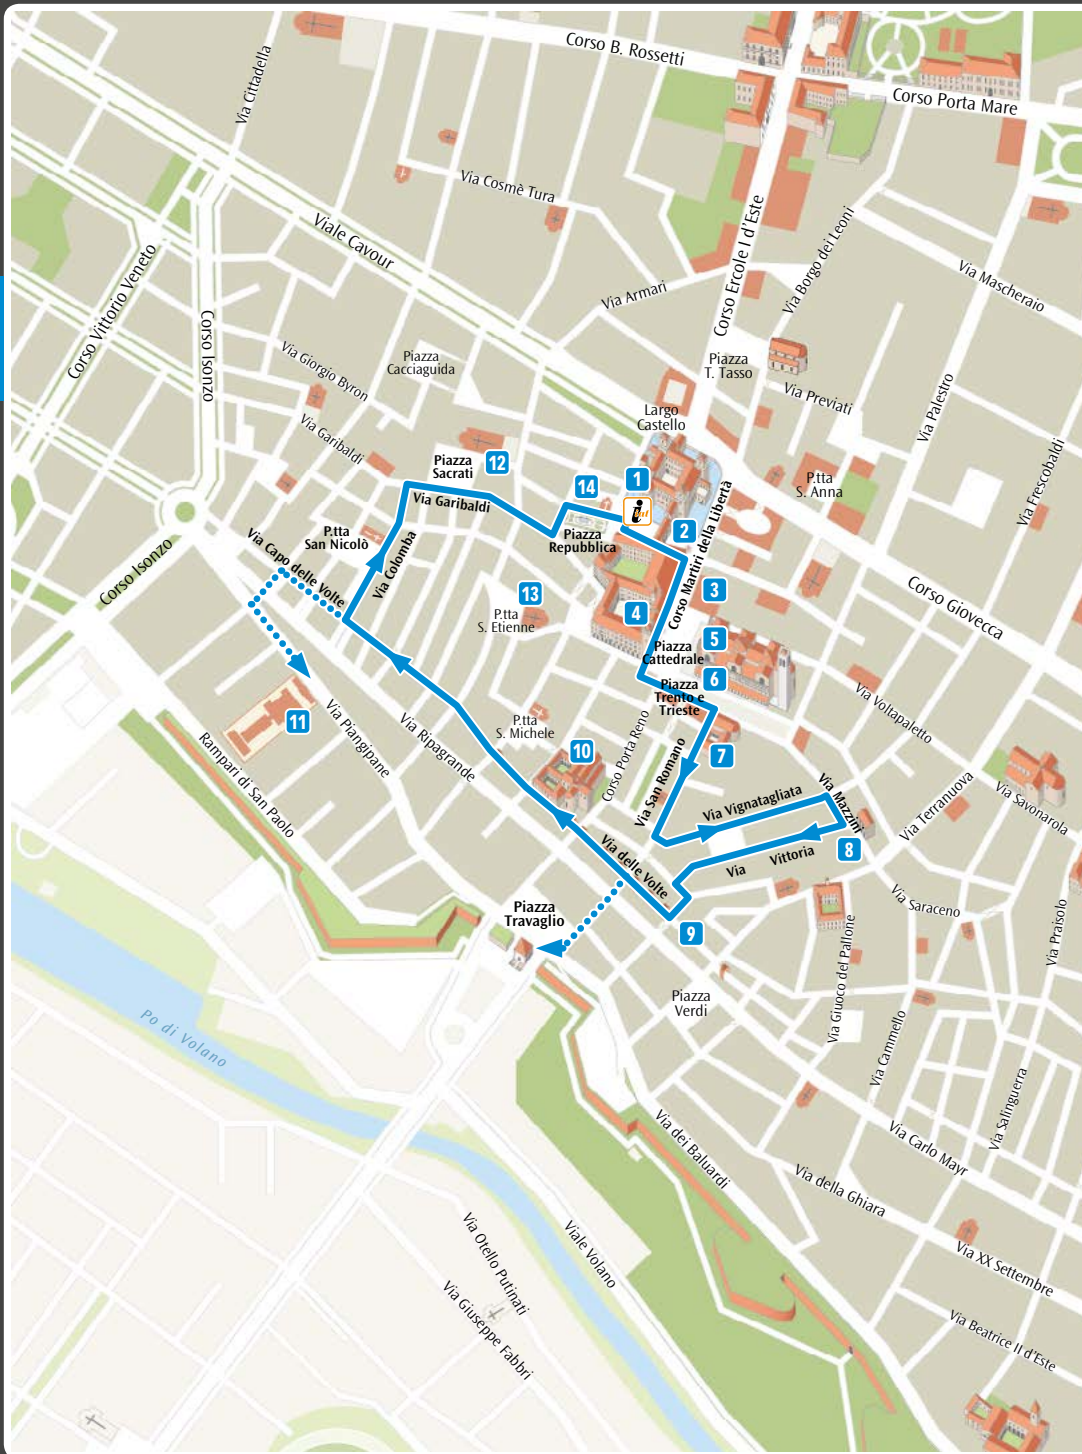 Corso B. Rossetti
Corso Porta Mare
Via Cittadella
Via Cosmè Tura
Viale Cavour
Corso Ercole I d'Este
Via Borgo dei Leoni
Via Mascheraio
Corso Vittorio Veneto
Corso Isonzo
Via Armari
Via Giorgio Byron
Piazza
Cacciaguida
Piazza
T. Tasso
Via Previati
Via Palestro
Largo
Castello
Via Garibaldi
Piazza
Sacrati
12
Via Garibaldi
14
1
i
2
P.tta
S. Anna
Via Frescobaldi
P.tta
San Nicolò
Piazza
Repubblica
Corso Martiri della Libertà
Corso Isonzo
Via Capo delle Volte
Via Colomba
13
P.tta
S. Etienne
3
4
5
Corso Giovecca
Piazza
Cattedrale
6
Piazza
Trento e
Trieste
11
Via Piangipane
Via Ripagrande
P.tta
S. Michele
10
Corso Porta Reno
Via San Romano
7
Via Voltapaletto
Rampari di San Paolo
Via Vignatagliata
Via Mazzini
Via Terranuova
Via Savonarola
Via delle Volte
Via
Vittoria
8
Piazza
Travaglio
9
Via Saraceno
Via Praisolo
Piazza
Verdi
Via Giuoco del Pallone
Via Cammello
Po di Volano
Via Salinguerra
Via dei Baluardi
Via Carlo Mayr
Via della Ghiara
Via XX Settembre
Via Otello Putinati
Viale Volano
Via Giuseppe Fabbri
Via Beatrice II d'Este